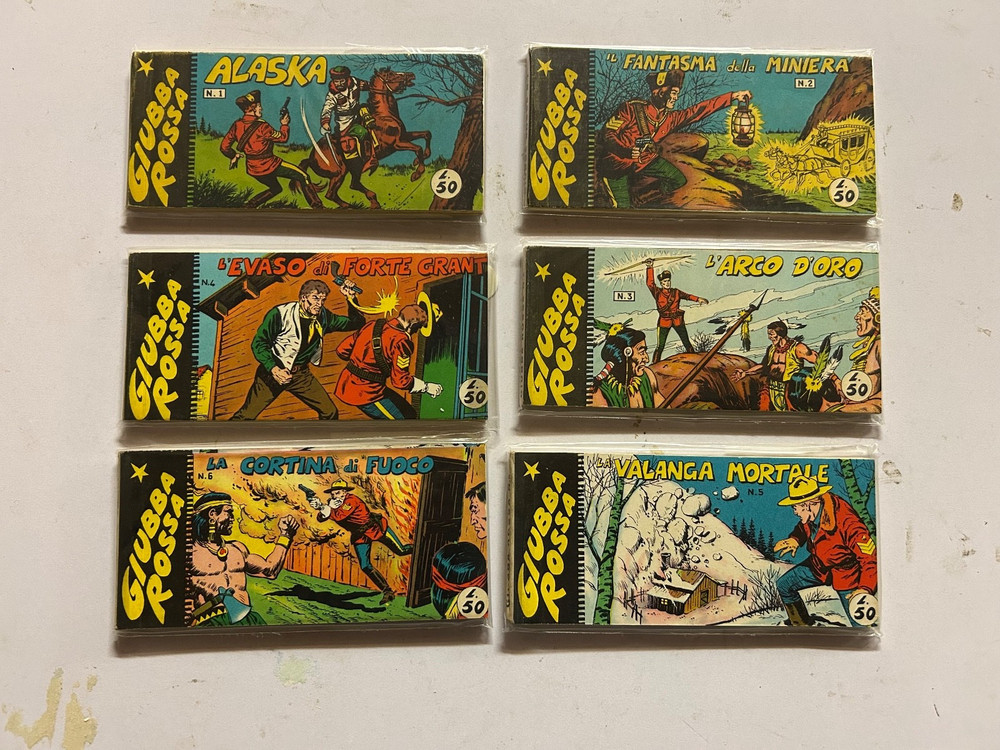 GIUBBA
ROSSA
ALASKA
N. 1
L. 50
GIUBBA
ROSSA
IL FANTASMA della MINIERA
N. 2
L. 50
GIUBBA
ROSSA
L'EVASO di FORTE GRANT
N. 4
L. 50
GIUBBA
ROSSA
L'ARCO D'ORO
N. 3
L. 50
GIUBBA
ROSSA
LA CORTINA di FUOCO
N. 6
L. 50
GIUBBA
ROSSA
LA VALANGA MORTALE
N. 5
L. 50